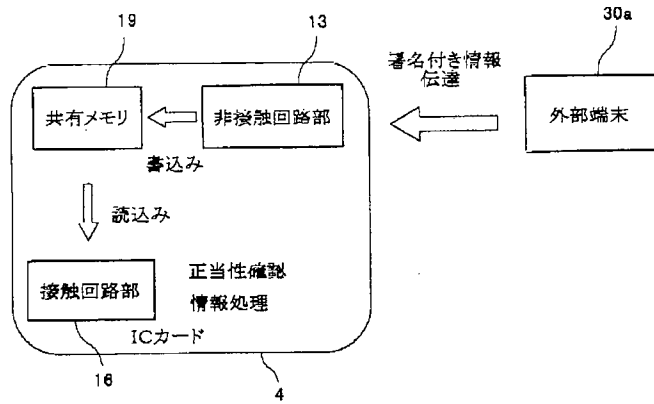 19
13
30a
署名付き情報
伝達
共有メモリ
非接触回路部
外部端末
書込み
読込み
接触回路部
正当性確認
情報処理
ICカード
16
4